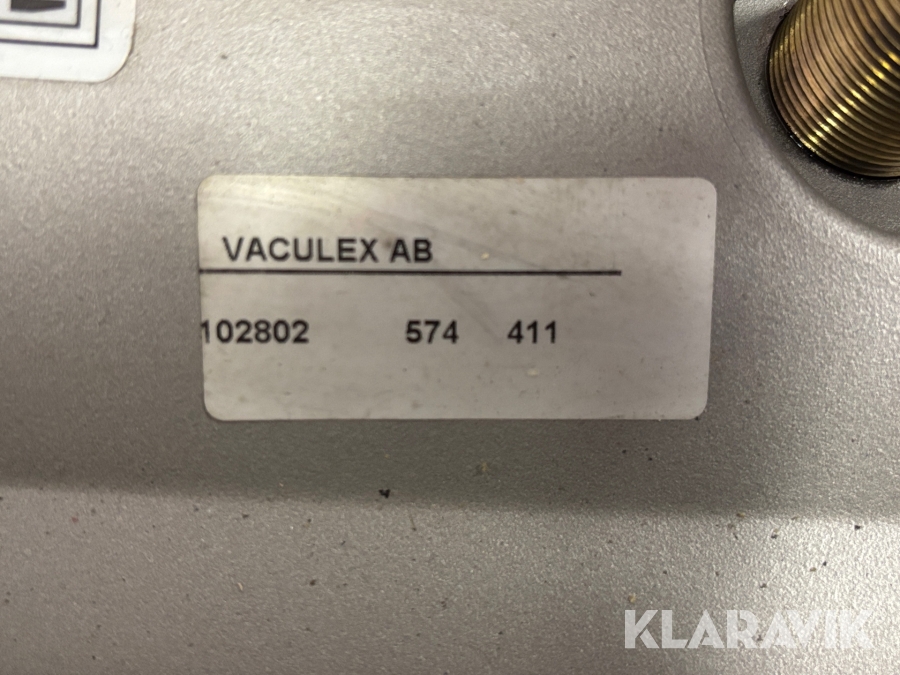 VACULEX AB
102802 574 411
KLARAVIK